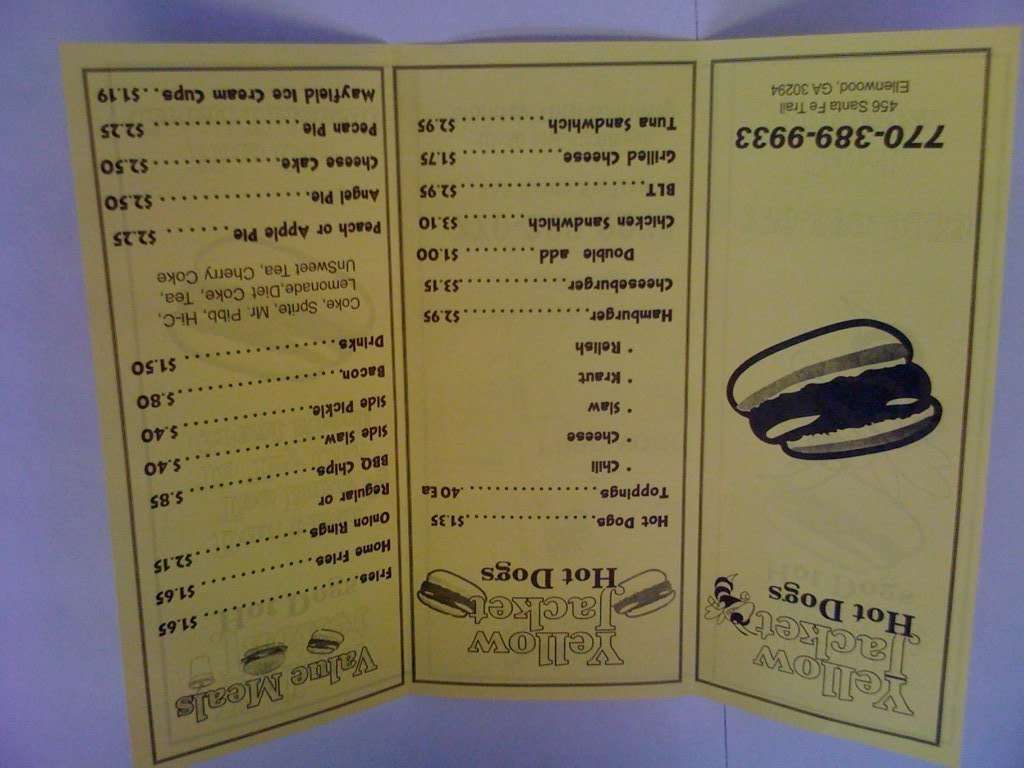 Yellow
Jacket
Hot Dogs
770-389-9933
456 Santa Fe Trail
Ellenwood, GA 30294
Yellow
Jacket
Hot Dogs
Hot Dogs..............$1.35
Toppings..............40 Ea
• Chili
• Cheese
• Slaw
• Kraut
• Relish
Hamburger..............$2.95
Cheeseburger............$3.15
Double add ........$1.00
Chicken Sandwhich.......$3.10
BLT....................$2.95
Grilled Cheese...........$1.75
Tuna Sandwhich.........$2.95
Value Meals
Fries...................$1.65
Home Fries..............$1.65
Onion Rings.............$2.15
Regular or
BBQ Chips..............$.85
Side Slaw...............$.40
Side Pickle..............$.40
Bacon..................$.80
Drinks.................$1.50
Coke, Sprite, Mr. Pibb, Hi-C,
Lemonade,Diet Coke, Tea,
UnSweet Tea, Cherry Coke
Peach or Apple Pie.......$2.25
Angel Pie..............$2.50
Cheese Cake............$2.50
Pecan Pie..............$2.25
Mayfield Ice Cream Cups..$1.19